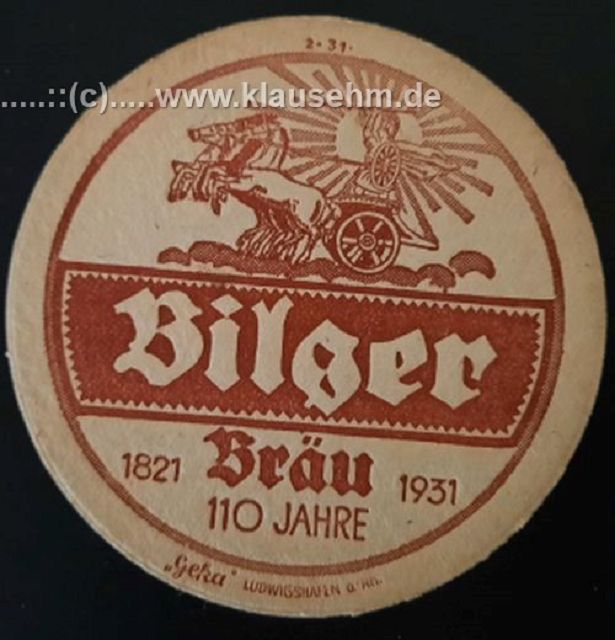 2·31·
.....::(c).....www.klausehm.de
Bilger
Bräu
1821 1931
110 JAHRE
„Geka“ LUDWIGSHAFEN a. Rh.